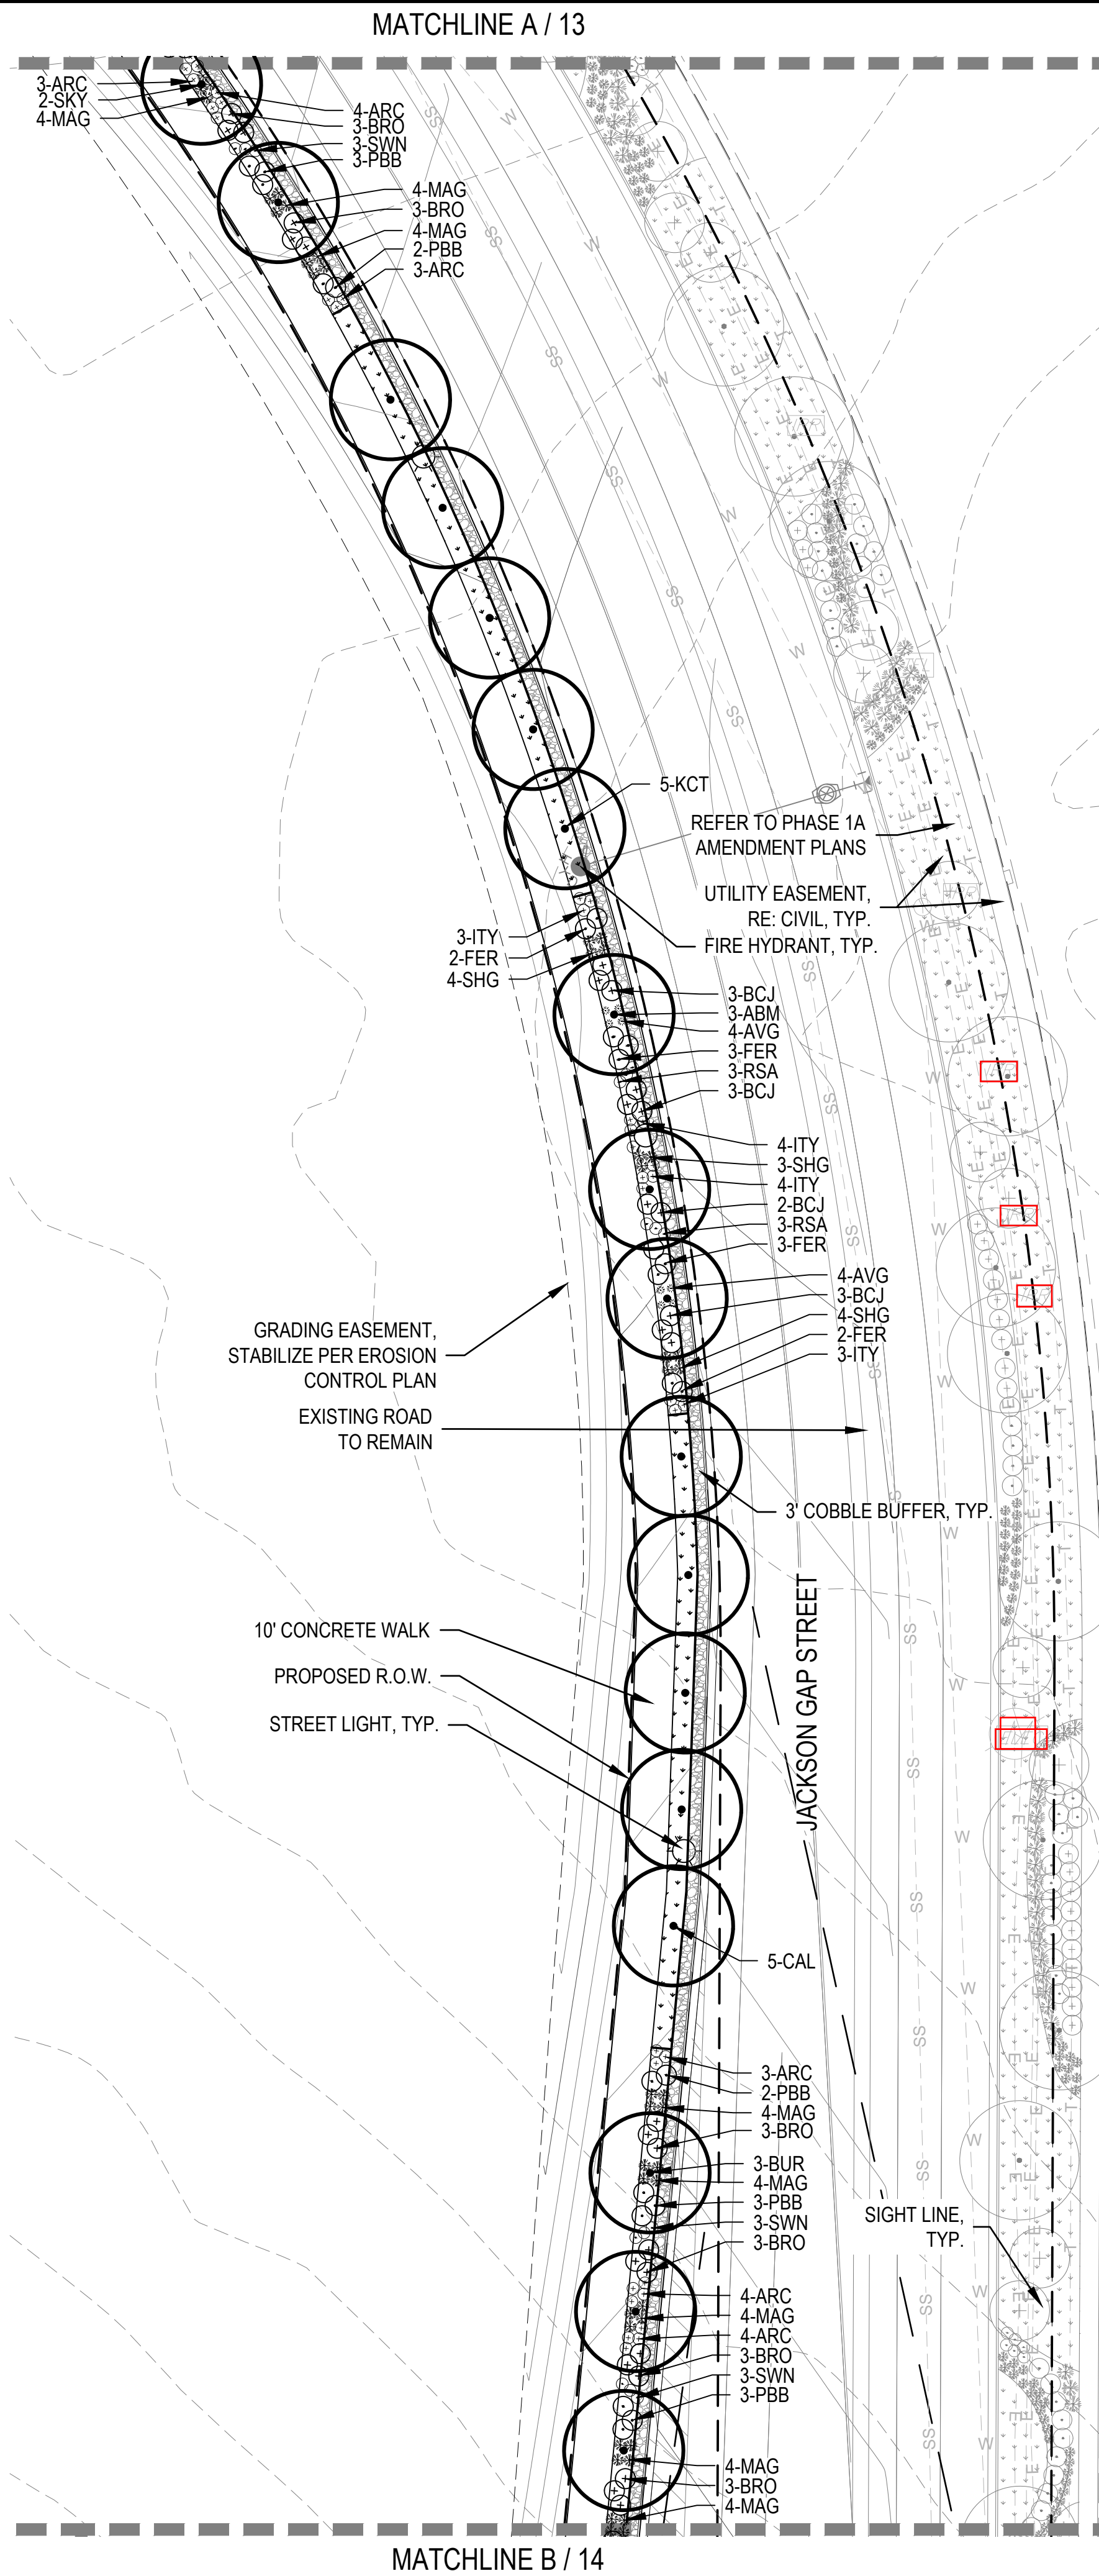 MATCHLINE A / 13
3-ARC
2-SKY
4-MAG
4-ARC
3-BRO
3-SWN
3-PBB
4-MAG
3-BRO
4-MAG
2-PBB
3-ARC
5-KCT
REFER TO PHASE 1A
AMENDMENT PLANS
UTILITY EASEMENT,
RE: CIVIL, TYP.
FIRE HYDRANT, TYP.
3-ITY
2-FER
4-SHG
3-BCJ
3-ABM
4-AVG
3-FER
3-RSA
3-BCJ
4-ITY
3-SHG
4-ITY
2-BCJ
3-RSA
3-FER
4-AVG
3-BCJ
4-SHG
2-FER
3-ITY
GRADING EASEMENT,
STABILIZE PER EROSION
CONTROL PLAN
EXISTING ROAD
TO REMAIN
3' COBBLE BUFFER, TYP.
JACKSON GAP STREET
10' CONCRETE WALK
PROPOSED R.O.W.
STREET LIGHT, TYP.
5-CAL
3-ARC
2-PBB
4-MAG
3-BRO
3-BUR
4-MAG
3-PBB
3-SWN
3-BRO
SIGHT LINE,
TYP.
4-ARC
4-MAG
4-ARC
3-BRO
3-SWN
3-PBB
4-MAG
3-BRO
4-MAG
MATCHLINE B / 14